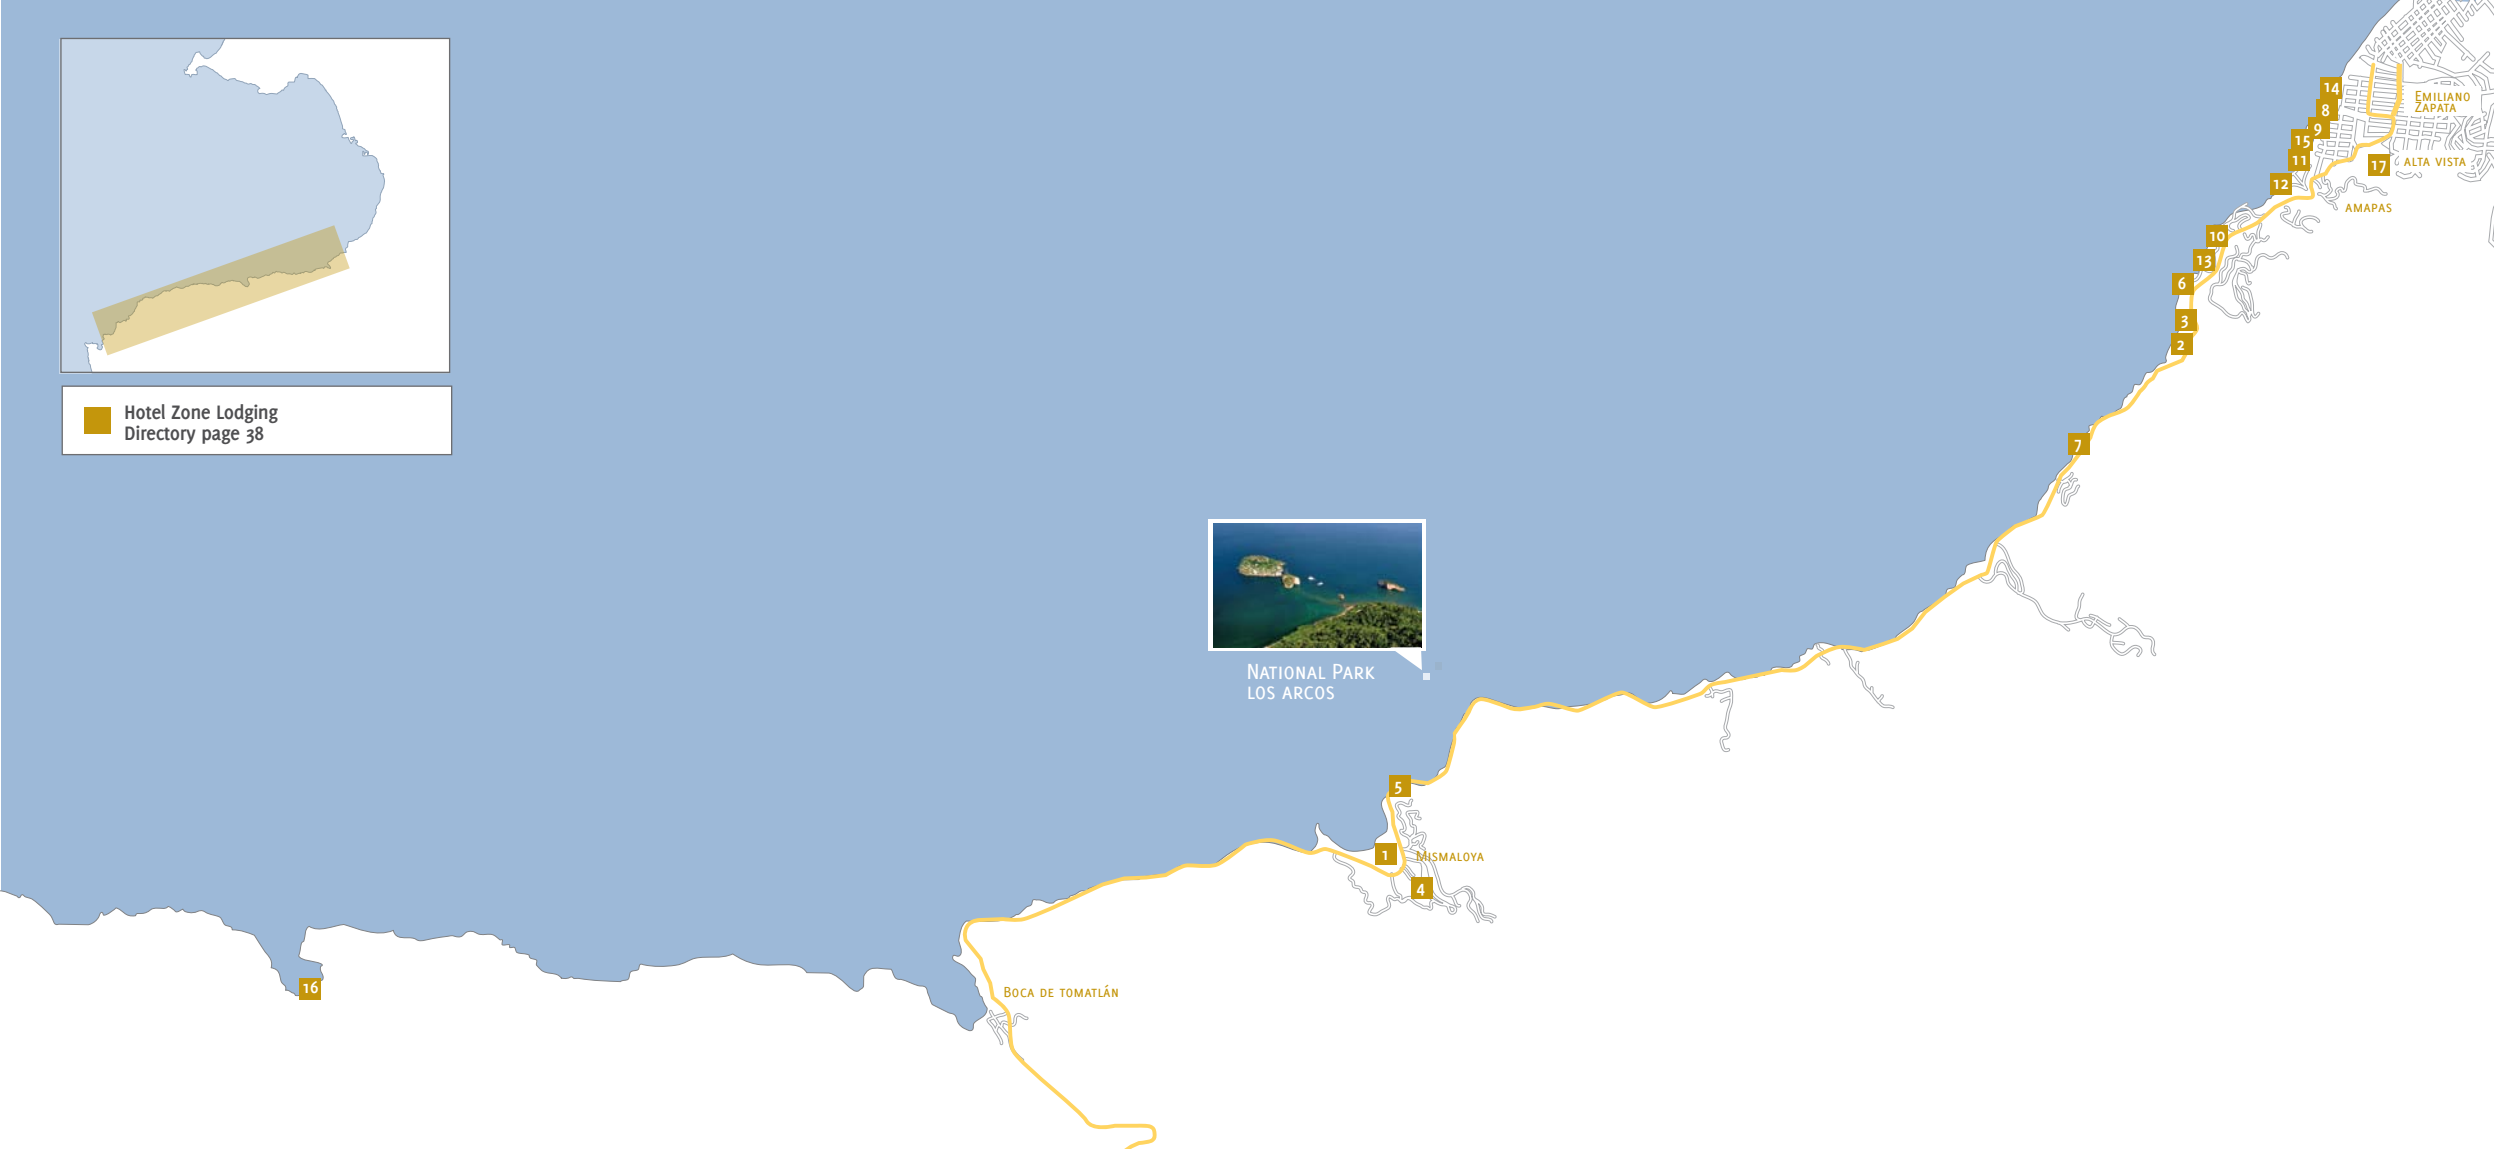 Hotel Zone Lodging
Directory page 38
14
8
9
15
11
12
17
EMILIANO
ZAPATA
ALTA VISTA
AMAPAS
10
13
6
3
2
7
NATIONAL PARK
LOS ARCOS
5
1
MISMALOYA
4
16
BOCA DE TOMATLÁN